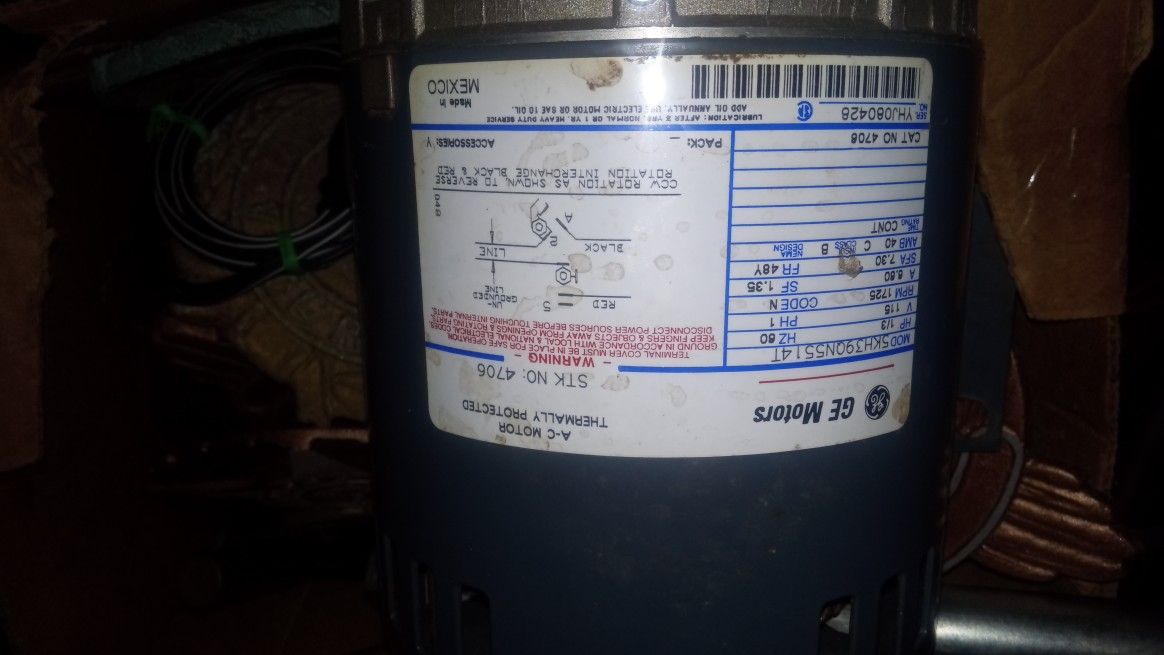 GE Motors
A-C MOTOR
THERMALLY PROTECTED
STK NO: 4706
MOD 5KH39QN5514T
HP 1/3 HZ 60
V 115 PH 1
RPM 1725 CODE N
A 6.60 SF 1.35
SFA 7.30 FR 48Y
AMB 40 C INSL CLASS B NEMA DESIGN
TIME RATING CONT
CAT NO 4706
SER NO. YHJ080428
- WARNING -
TERMINAL COVER MUST BE IN PLACE FOR SAFE OPERATION
GROUND IN ACCORDANCE WITH LOCAL & NATIONAL ELECTRICAL CODES.
KEEP FINGERS & OBJECTS AWAY FROM OPENINGS & ROTATING PARTS.
DISCONNECT POWER SOURCES BEFORE TOUCHING INTERNAL PARTS.
RED 5 UN-GROUNDED LINE
BLACK 2 LINE
A
048
CCW ROTATION AS SHOWN. TO REVERSE
ROTATION INTERCHANGE BLACK & RED
PACK: - ACCESSORIES: Y
LUBRICATION: AFTER 3 YRS. NORMAL OR 1 YR. HEAVY DUTY SERVICE
ADD OIL ANNUALLY. USE ELECTRIC MOTOR OR SAE 10 OIL.
Made in
MEXICO